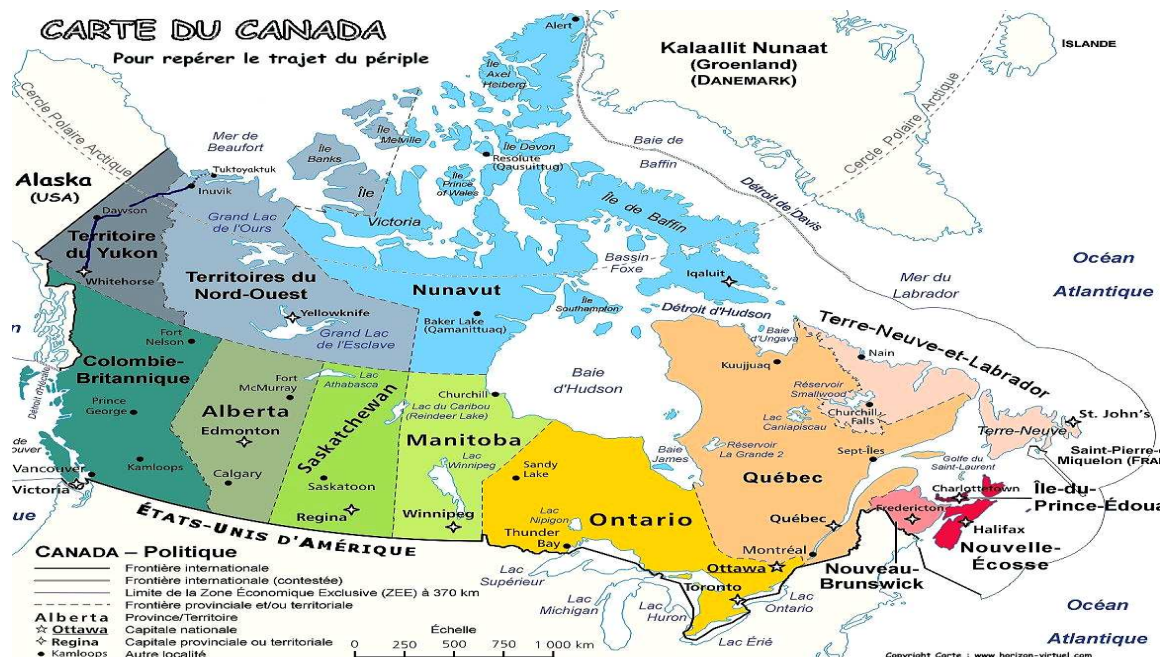 CARTE DU CANADA
Pour repérer le trajet du périple
Alert
Kalaallit Nunaat
(Groenland)
(DANEMARK)
ISLANDE
Cercle Polaire Arctique
Cercle Polaire Arctique
Île
Axel
Heiberg
Mer de
Beaufort
Île
Melville
Île
Banks
Île Devon
Resolute
(Qausuittug)
Baie de
Baffin
Tuktoyaktuk
Alaska
(USA)
Inuvik
Île
Île
Prince
of Wales
Détroit de Davis
Dawson
Grand Lac
de l'Ours
Victoria
Île de Baffin
Territoire
du Yukon
Bassin
Foxe
Océan
Atlantique
Whitehorse
Territoires du
Nord-Ouest
Nunavut
Iqaluit
Mer du
Labrador
Île
Southampton
Détroit d'Hudson
Yellowknife
Baker Lake
(Qamanittuaq)
Terre-Neuve-et-Labrador
Fort
Nelson
Grand Lac
de l'Esclave
Baie
d'Ungava
Nain
Colombie-
Britannique
Kuujjuaq
Fort
McMurray
Lac
Athabasca
Baie
d'Hudson
Réservoir
Smallwood
Détroit d'Hécate
Prince
George
Alberta
Churchill
Churchill
Falls
Saskatchewan
Lac du Caribou
(Reindeer Lake)
Lac
Caniapiscau
St. John's
Edmonton
Manitoba
Terre-Neuve
de
ouver
Kamloops
Lac
Winnipeg
Baie
James
Réservoir
La Grande 2
Sept-Îles
Saint-Pierre-e
Miquelon (FRAN
Golfe du
Saint-Laurent
Vancouver
Calgary
Saskatoon
Sandy
Lake
Québec
Charlottetown
Île-du-
Prince-Édoua
Victoria
Regina
Winnipeg
Ontario
Québec
Fredericton
ÉTATS-UNIS D'AMÉRIQUE
Lac
Nipigon
Halifax
Thunder
Bay
Montréal
Nouvelle-
Écosse
Ottawa
Nouveau-
Brunswick
Lac
Supérieur
Toronto
Lac
Michigan
Lac
Huron
Lac
Ontario
Lac Érié
Océan
Atlantique
CANADA – Politique
Frontière internationale
Frontière internationale (contestée)
Limite de la Zone Économique Exclusive (ZEE) à 370 km
Frontière provinciale et/ou territoriale
Alberta Province/Territoire
Ottawa Capitale nationale
Regina Capitale provinciale ou territoriale
Kamloops Autre localité
Échelle
0 250 500 750 1 000 km
Copyright Carte : www.horizon-virtuel.com